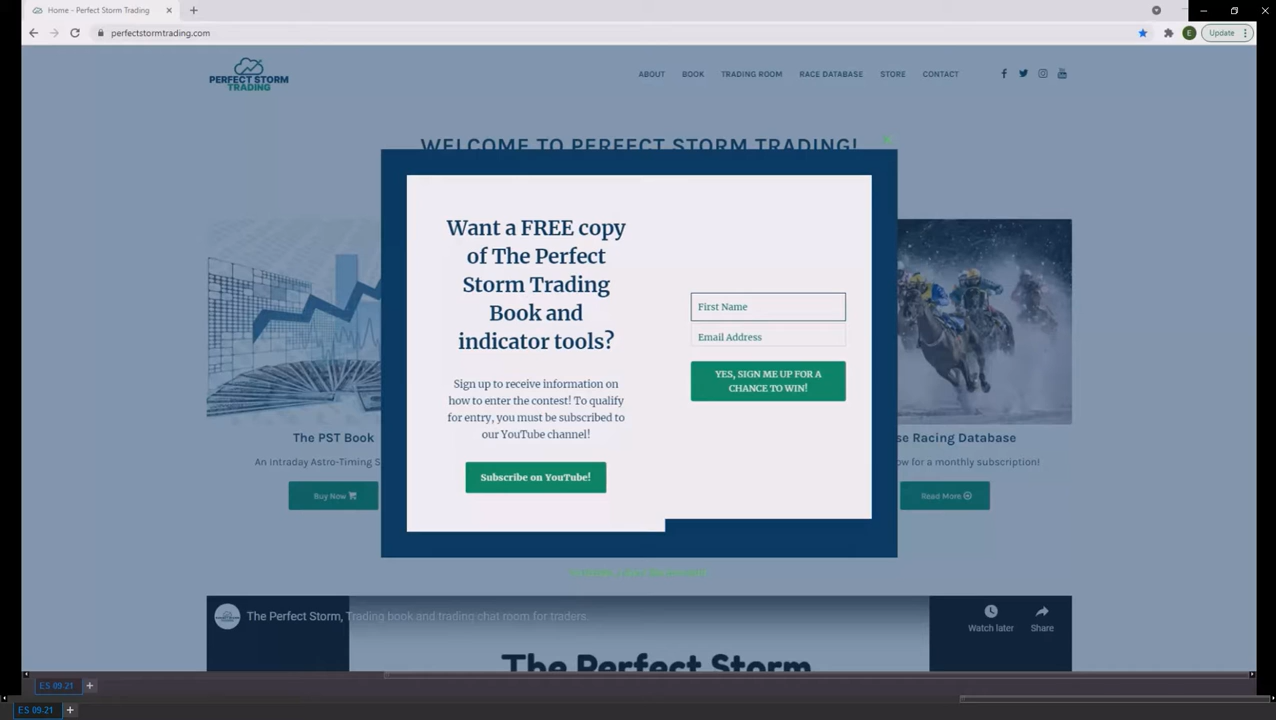 Home - Perfect Storm Trading
perfectstormtrading.com
Update
PERFECT STORM
TRADING
ABOUT BOOK TRADING ROOM RACE DATABASE STORE CONTACT
WELCOME TO PERFECT STORM TRADING!
Want a FREE copy
of The Perfect
Storm Trading
Book and
indicator tools?
Sign up to receive information on
how to enter the contest! To qualify
for entry, you must be subscribed to
our YouTube channel!
Subscribe on YouTube!
First Name
Email Address
YES, SIGN ME UP FOR A
CHANCE TO WIN!
The PST Book
An intraday Astro-Timing S
Buy Now
se Racing Database
ow for a monthly subscription!
Read More
The Perfect Storm, Trading book and trading chat room for traders.
Watch later
Share
The Perfect Storm
ES 09-21
ES 09-21